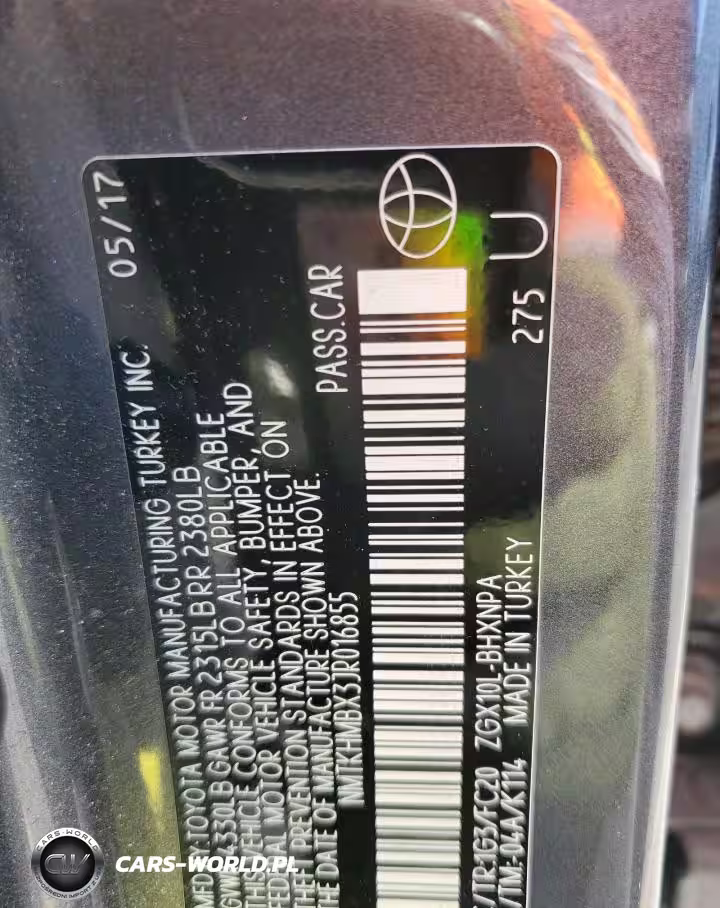 MFD BY:TOYOTA MOTOR MANUFACTURING TURKEY INC. 05/17
GVWR 4330LB GAWR FR 2315LB RR 2380LB
THIS VEHICLE CONFORMS TO ALL APPLICABLE
FEDERAL MOTOR VEHICLE SAFETY, BUMPER, AND
THEFT PREVENTION STANDARDS IN EFFECT ON
THE DATE OF MANUFACTURE SHOWN ABOVE.
NMTKHMBX3JR016855 PASS.CAR
/TR:1G3/FC20 ZGX10L-BHXNPA
/TM:-04A/K114 MADE IN TURKEY 275 U
CARS-WORLD
CW
CARS-WORLD.PL